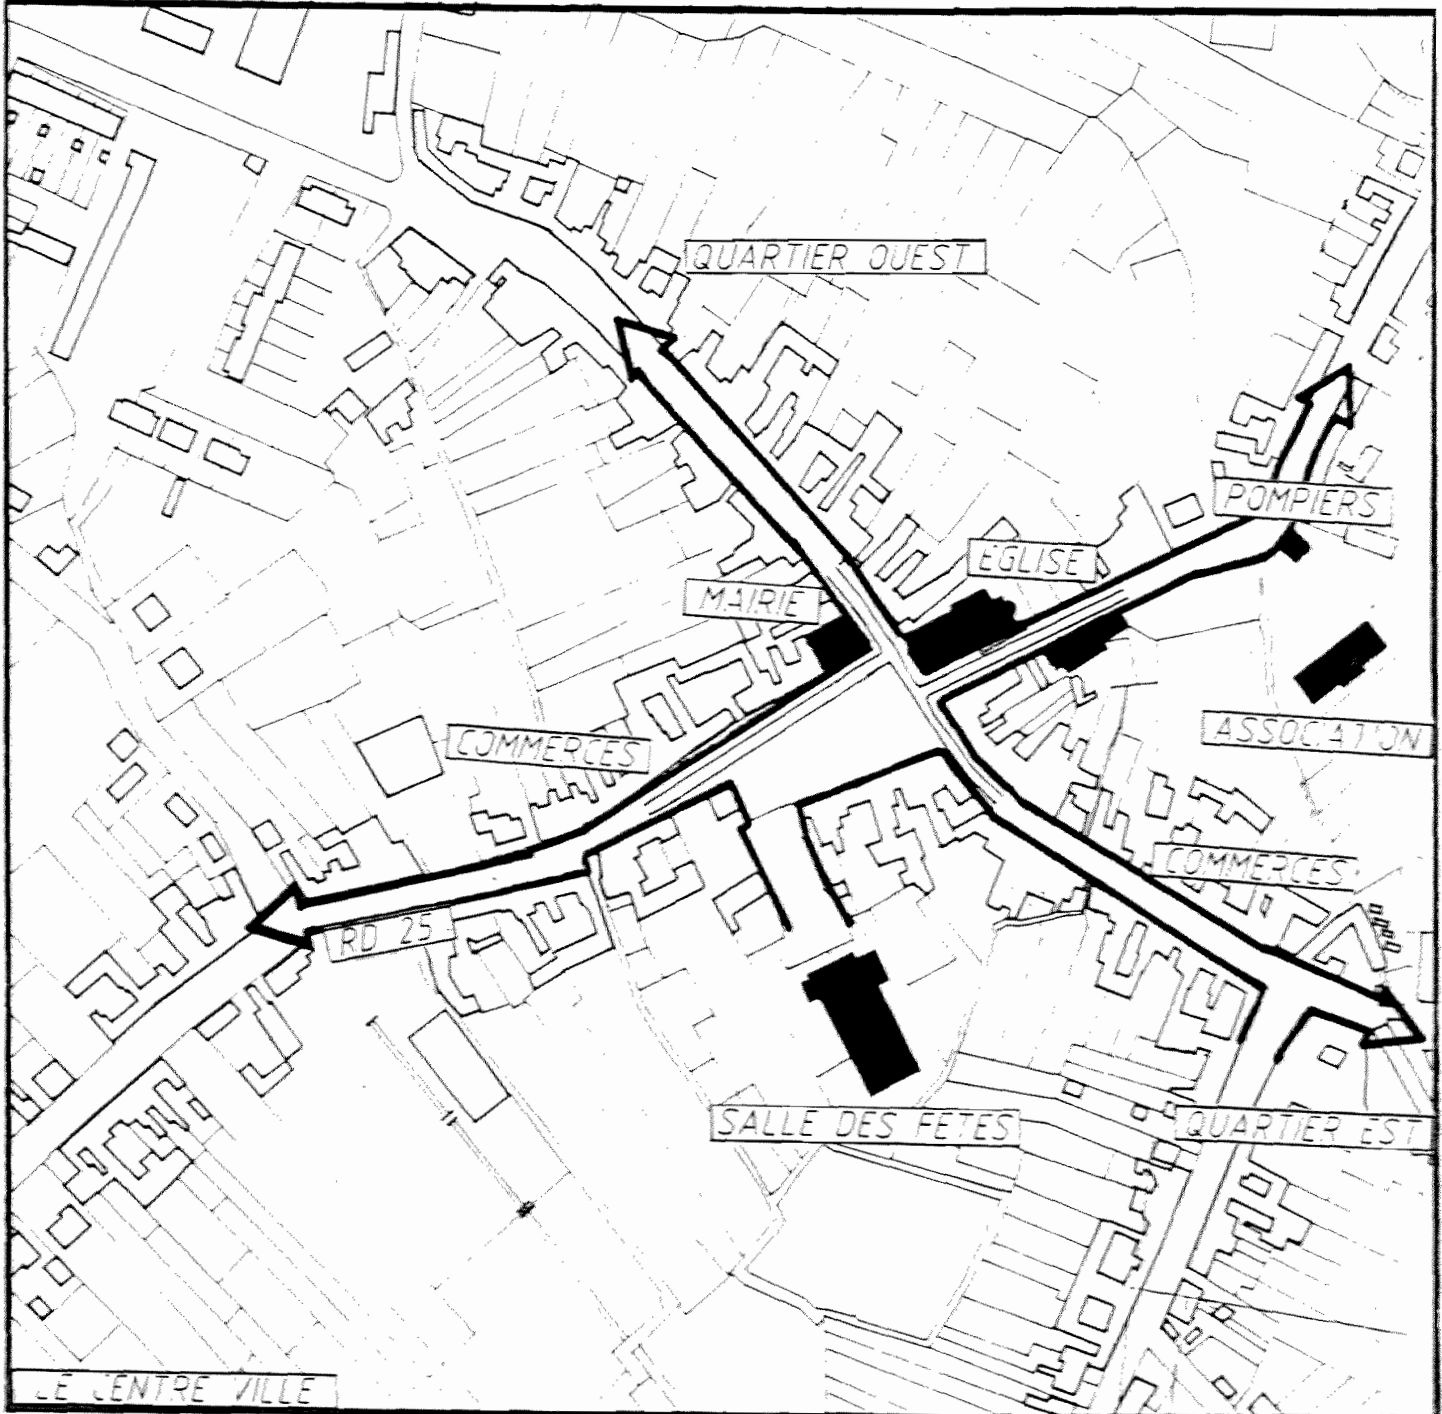 QUARTIER OUEST
POMPIERS
EGLISE
MAIRIE
ASSOCIATION
COMMERCES
COMMERCES
RD 25
SALLE DES FETES
QUARTIER EST
LE CENTRE VILLE